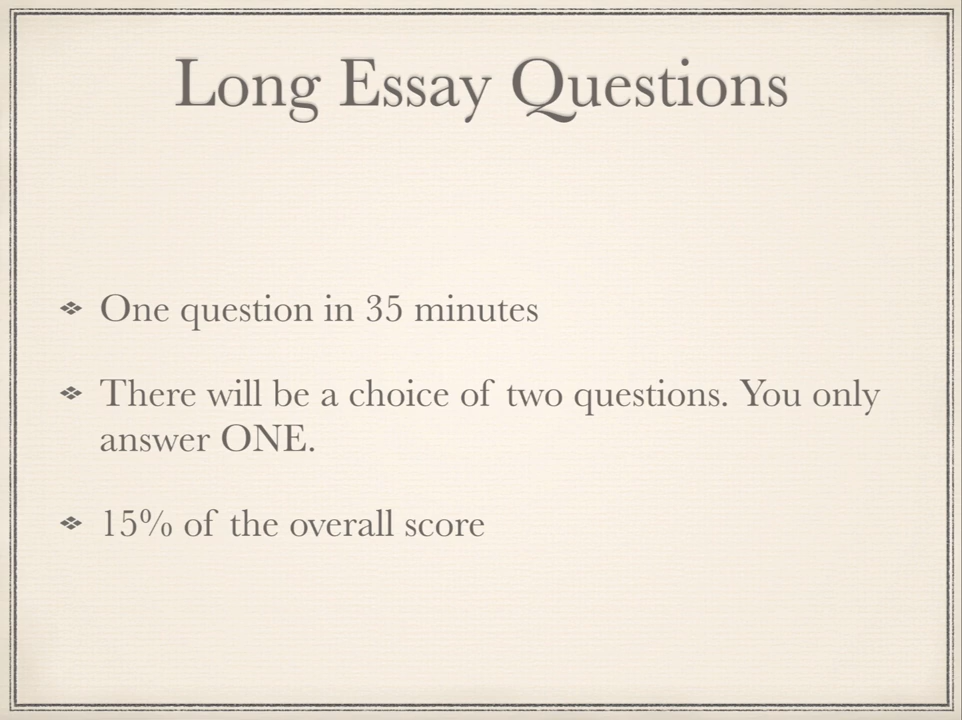 Long Essay Questions
One question in 35 minutes
There will be a choice of two questions. You only
answer ONE.
15% of the overall score